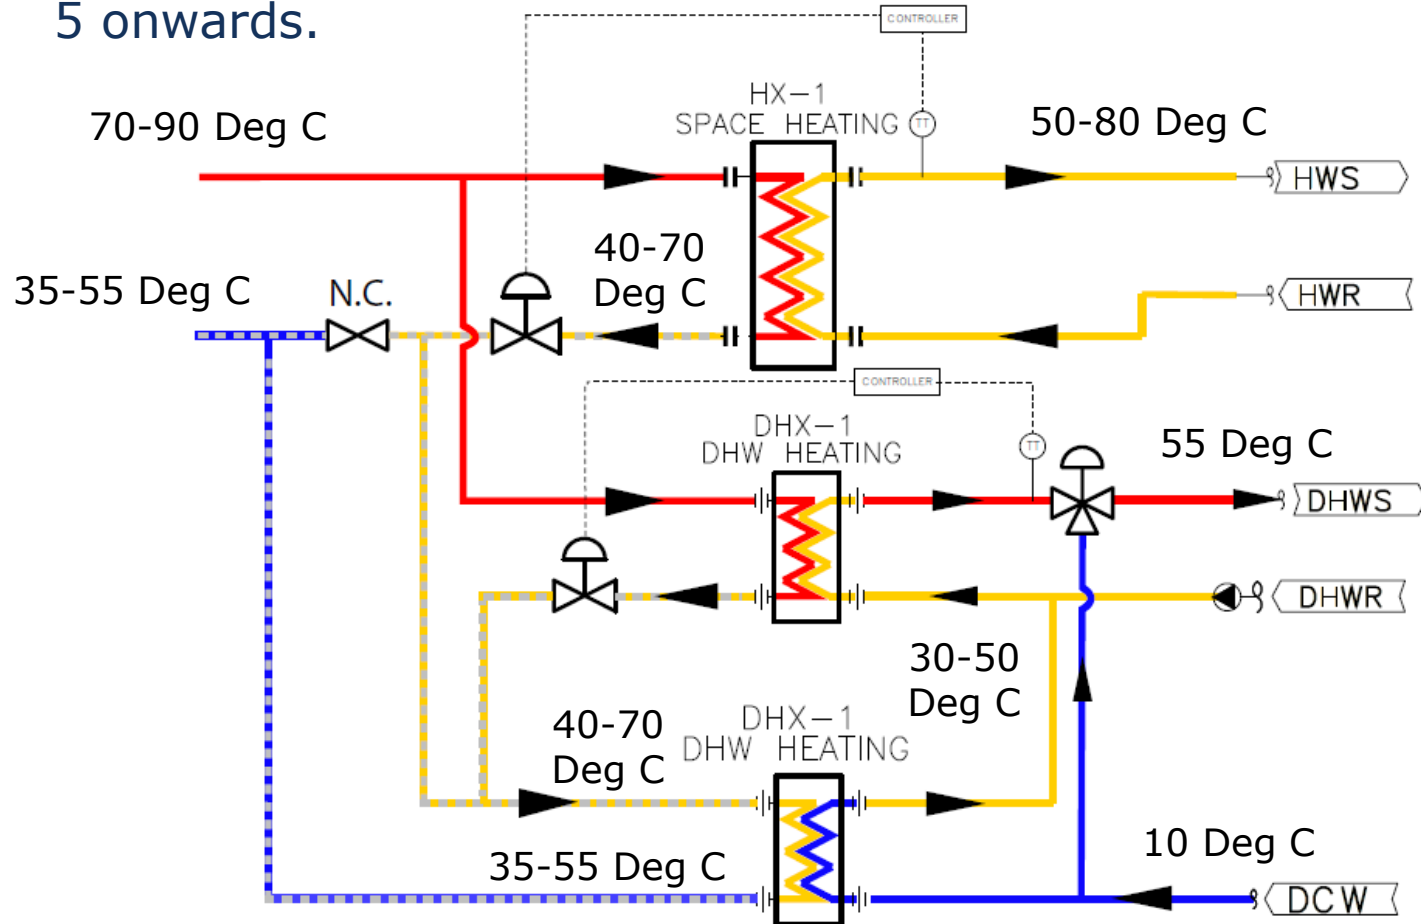 5 onwards.
CONTROLLER
HX-1
SPACE HEATING
TT
70-90 Deg C
50-80 Deg C
HWS
40-70
Deg C
35-55 Deg C
N.C.
HWR
CONTROLLER
DHX-1
DHW HEATING
TT
55 Deg C
DHWS
DHWR
30-50
Deg C
40-70
Deg C
DHX-1
DHW HEATING
35-55 Deg C
10 Deg C
DCW